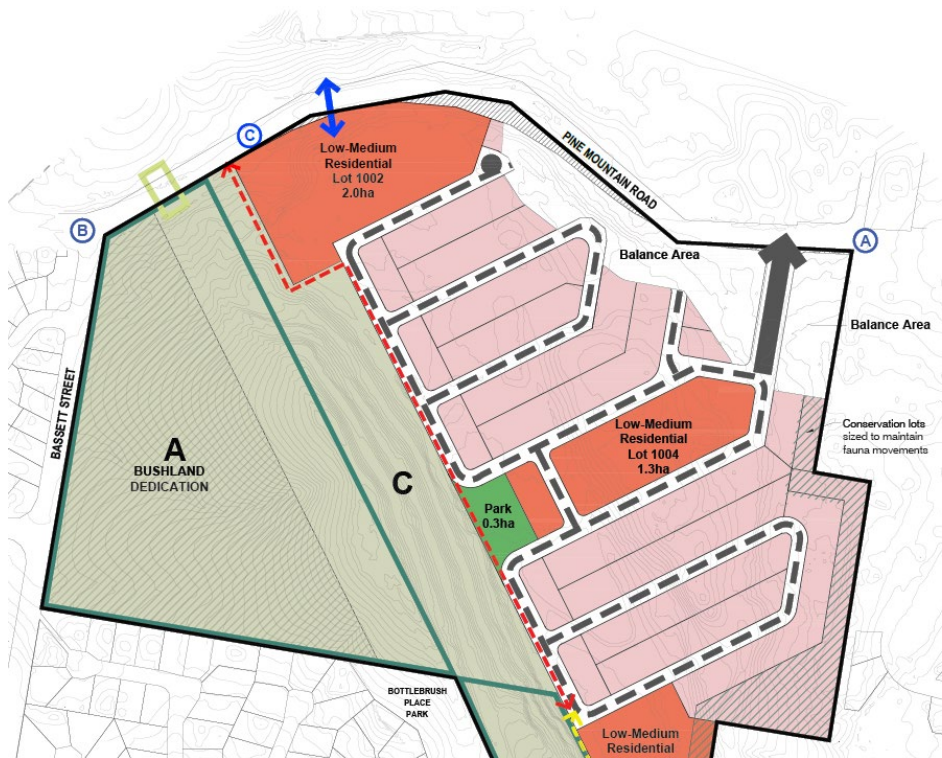 C
Low-Medium
Residential
Lot 1002
2.0ha
PINE MOUNTAIN ROAD
B
A
Balance Area
Balance Area
BASSETT STREET
Conservation lots
sized to maintain
fauna movements
Low-Medium
Residential
Lot 1004
1.3ha
A
BUSHLAND
DEDICATION
C
Park
0.3ha
BOTTLEBRUSH
PLACE
PARK
Low-Medium
Residential